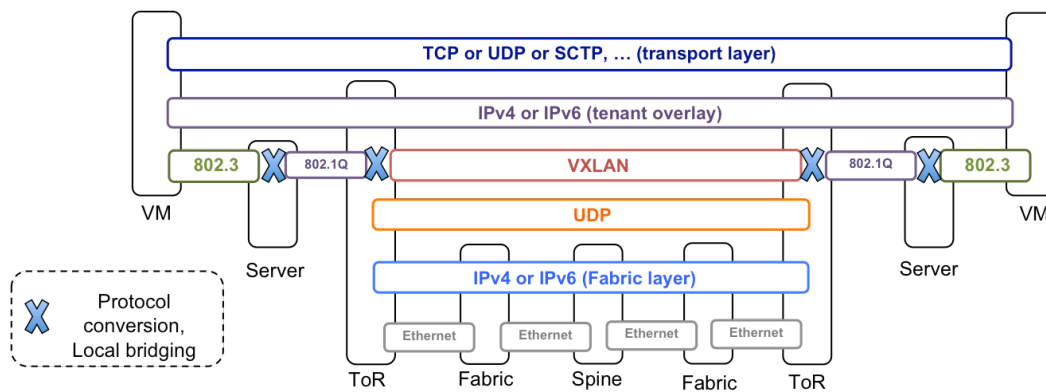 TCP or UDP or SCTP, … (transport layer)
IPv4 or IPv6 (tenant overlay)
802.3
802.1Q
VXLAN
802.1Q
802.3
VM
VM
UDP
Server
Server
IPv4 or IPv6 (Fabric layer)
Protocol
conversion,
Local bridging
Ethernet
Ethernet
Ethernet
Ethernet
ToR
Fabric
Spine
Fabric
ToR